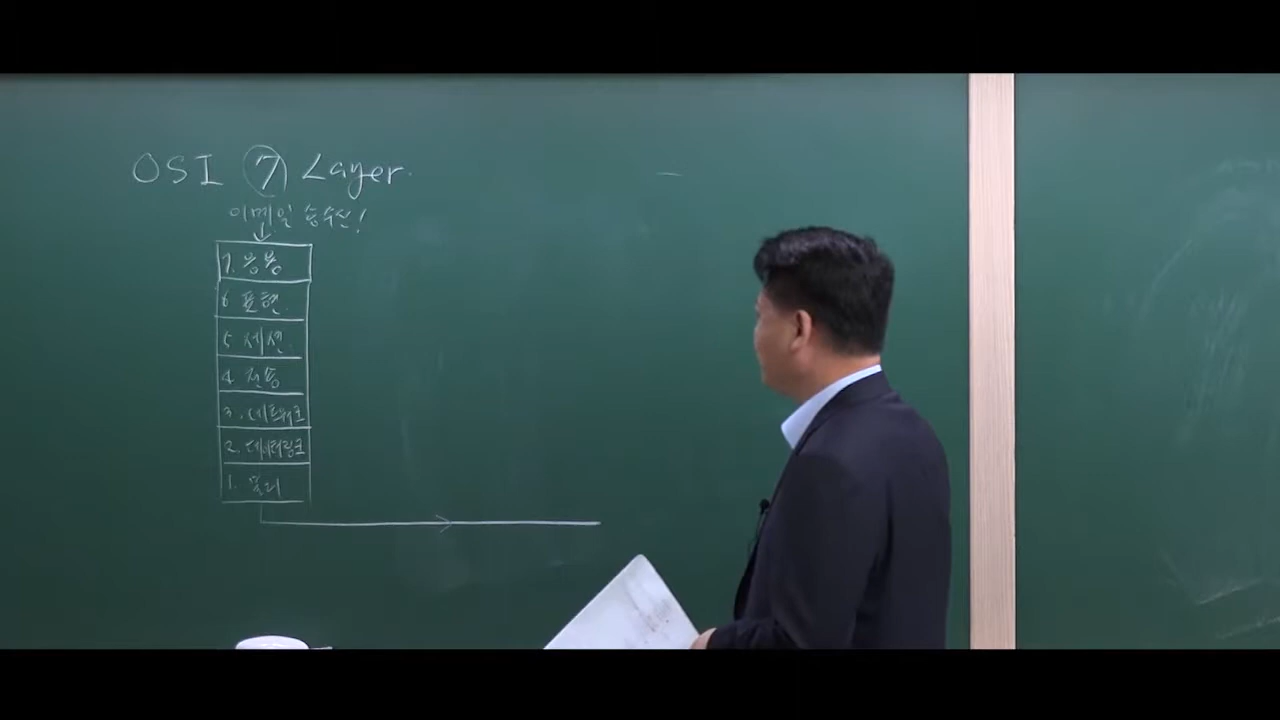 OSI 7 Layer.
이메일 송수신!
7. 응용
6 표현.
5 세션.
4. 전송
3. 네트워크
2. 데이터링크
1. 물리